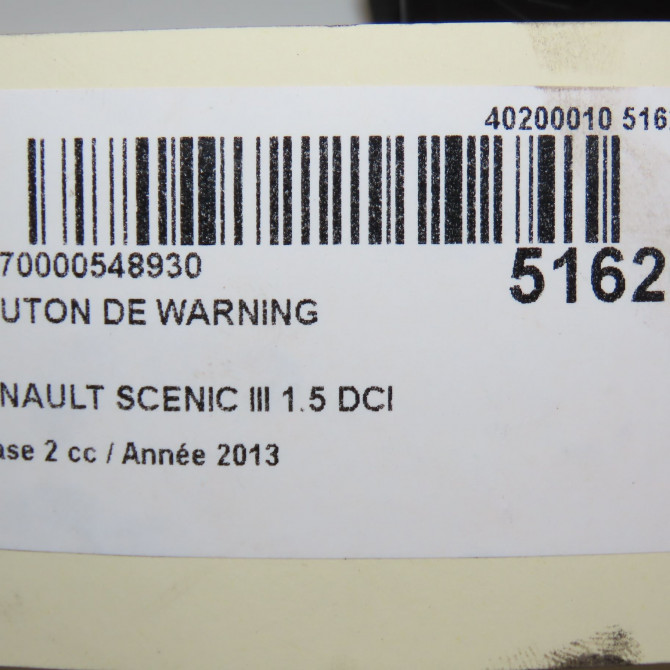 40200010 516
70000548930
5162
UTON DE WARNING
NAULT SCENIC III 1.5 DCI
ase 2 cc / Année 2013